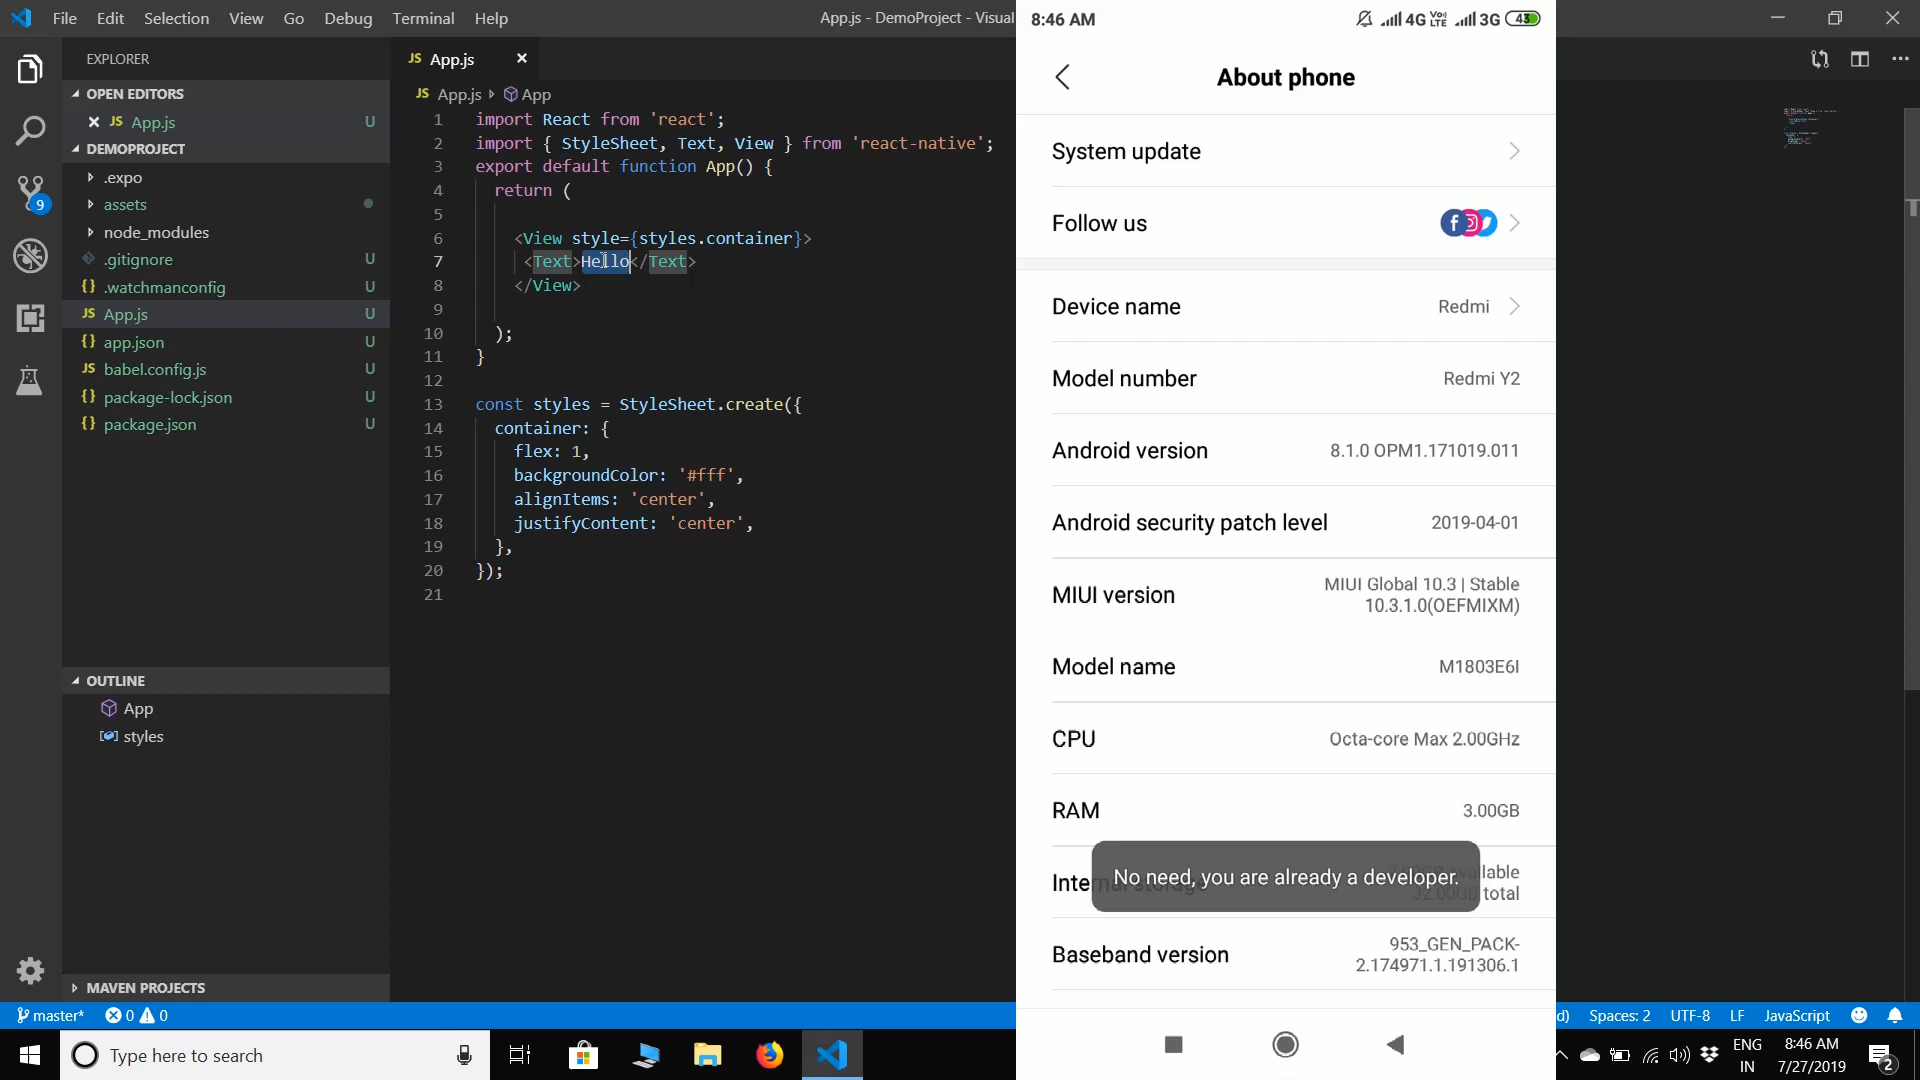 File Edit Selection View Go Debug Terminal Help
App.js - DemoProject - Visual
EXPLORER
OPEN EDITORS
JS App.js U
DEMOPROJECT
.expo
assets
node_modules
.gitignore U
{} .watchmanconfig U
JS App.js U
{} app.json U
JS babel.config.js U
{} package-lock.json U
{} package.json U
9
OUTLINE
App
styles
MAVEN PROJECTS
JS App.js
JS App.js App
1 import React from 'react';
2 import { StyleSheet, Text, View } from 'react-native';
3 export default function App() {
4 return (
5
6 <View style={styles.container}>
7 <Text>Hello</Text>
8 </View>
9
10 );
11 }
12
13 const styles = StyleSheet.create({
14 container: {
15 flex: 1,
16 backgroundColor: '#fff',
17 alignItems: 'center',
18 justifyContent: 'center',
19 },
20 });
21
8:46 AM 4G VoLTE 3G 43
About phone
System update
Follow us
Device name Redmi
Model number Redmi Y2
Android version 8.1.0 OPM1.171019.011
Android security patch level 2019-04-01
MIUI version MIUI Global 10.3 | Stable
10.3.1.0(OEFMIXM)
Model name M1803E6I
CPU Octa-core Max 2.00GHz
RAM 3.00GB
No need, you are already a developer.
total
Baseband version 953_GEN_PACK-
2.174971.1.191306.1
master* 0 0
Spaces: 2 UTF-8 LF JavaScript
Type here to search
ENG
IN
8:46 AM
7/27/2019
2